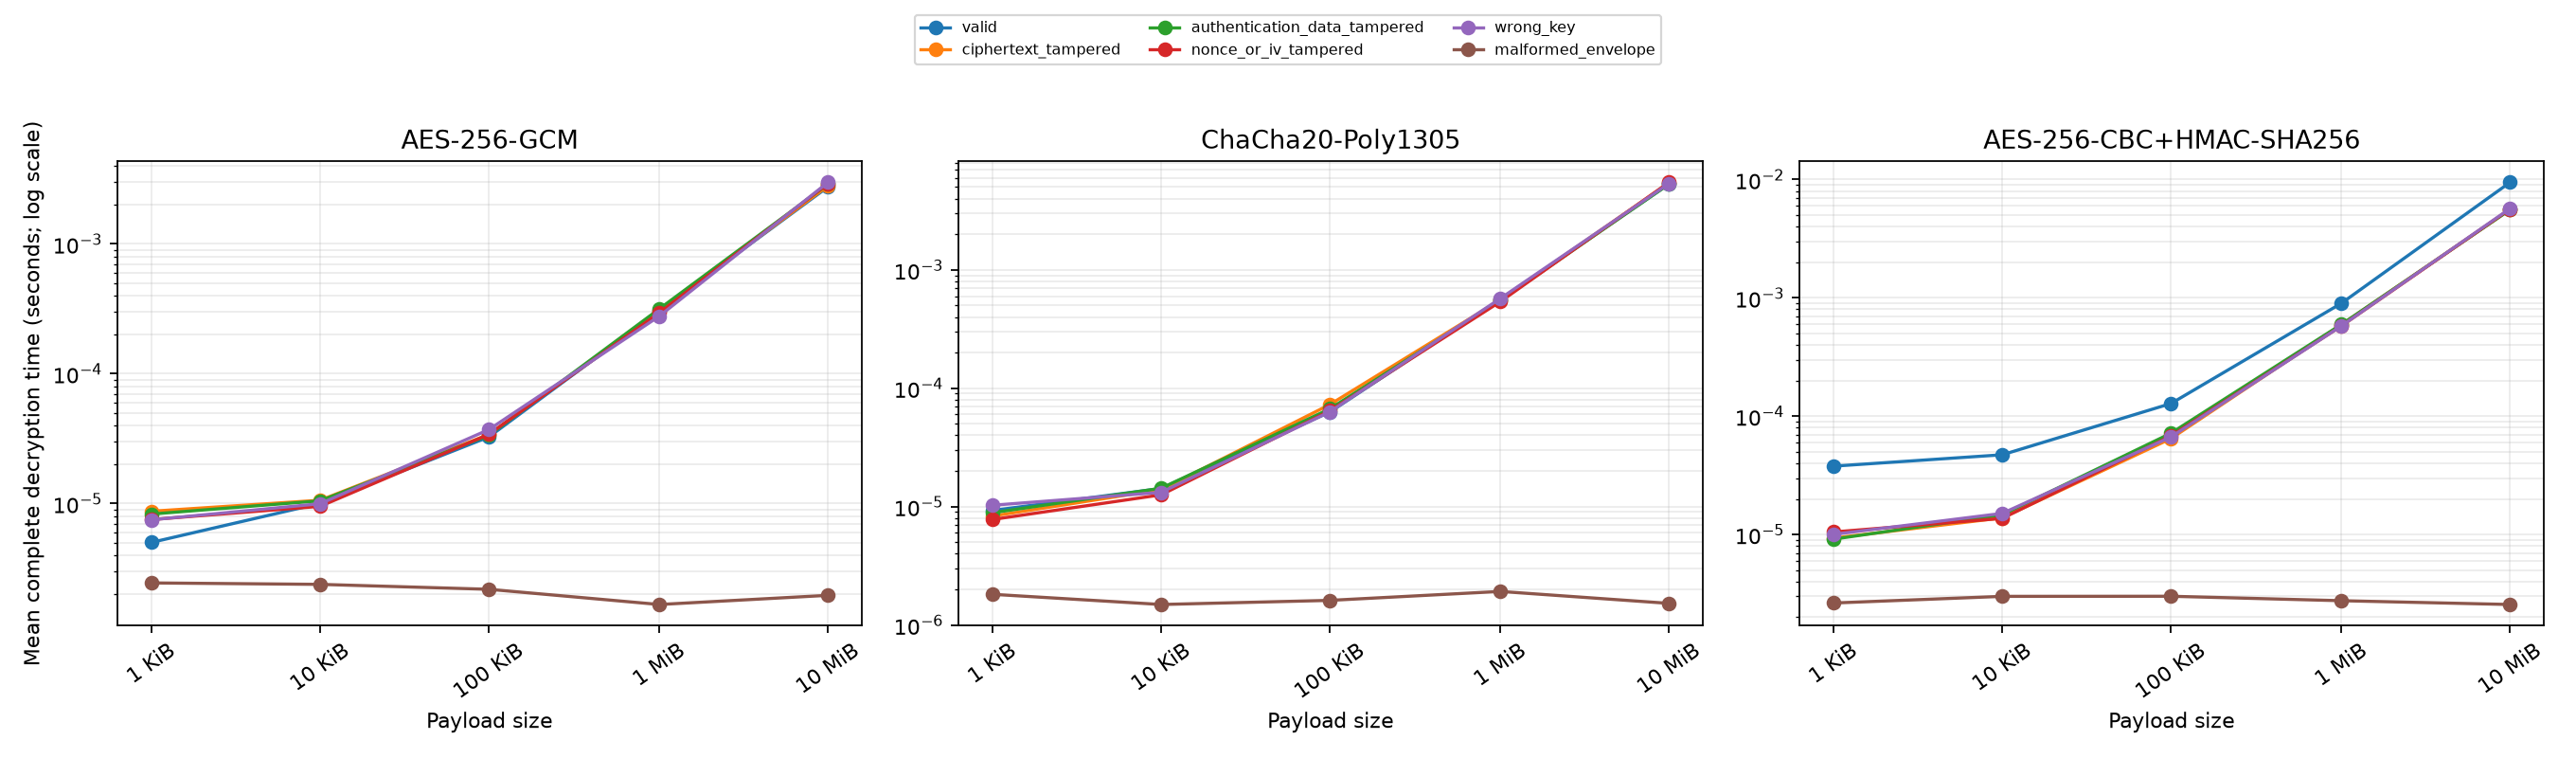 valid
ciphertext_tampered
authentication_data_tampered
nonce_or_iv_tampered
wrong_key
malformed_envelope
Mean complete decryption time (seconds; log scale)
AES-256-GCM
10⁻³
10⁻⁴
10⁻⁵
1 KiB
10 KiB
100 KiB
1 MiB
10 MiB
Payload size
ChaCha20-Poly1305
10⁻³
10⁻⁴
10⁻⁵
10⁻⁶
1 KiB
10 KiB
100 KiB
1 MiB
10 MiB
Payload size
AES-256-CBC+HMAC-SHA256
10⁻²
10⁻³
10⁻⁴
10⁻⁵
1 KiB
10 KiB
100 KiB
1 MiB
10 MiB
Payload size